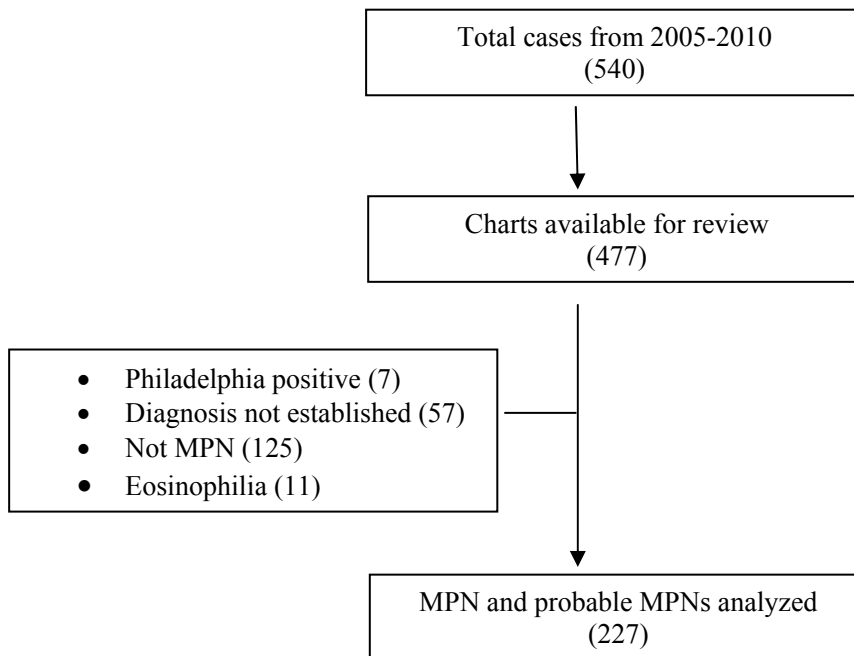 Total cases from 2005-2010
(540)
Charts available for review
(477)
• Philadelphia positive (7)
• Diagnosis not established (57)
• Not MPN (125)
• Eosinophilia (11)
MPN and probable MPNs analyzed
(227)